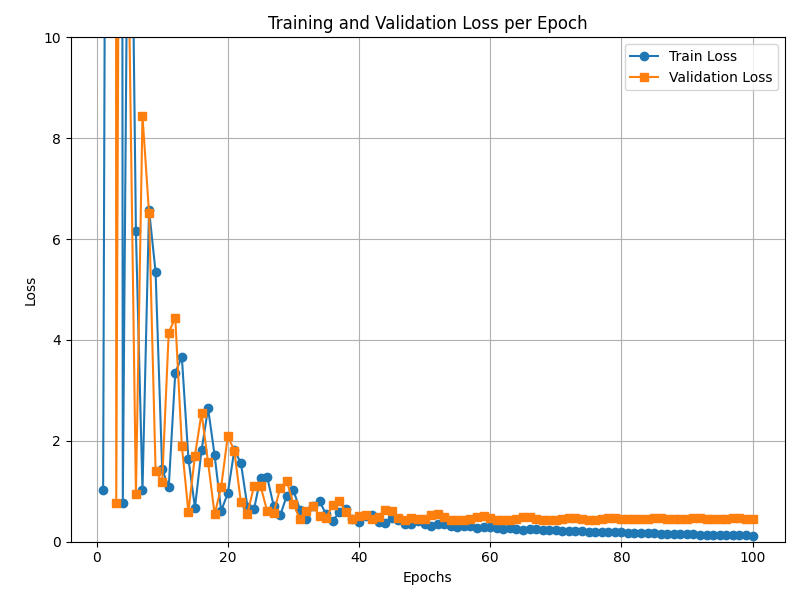 Training and Validation Loss per Epoch
Train Loss
Validation Loss
Loss
10
8
6
4
2
0
0 20 40 60 80 100
Epochs